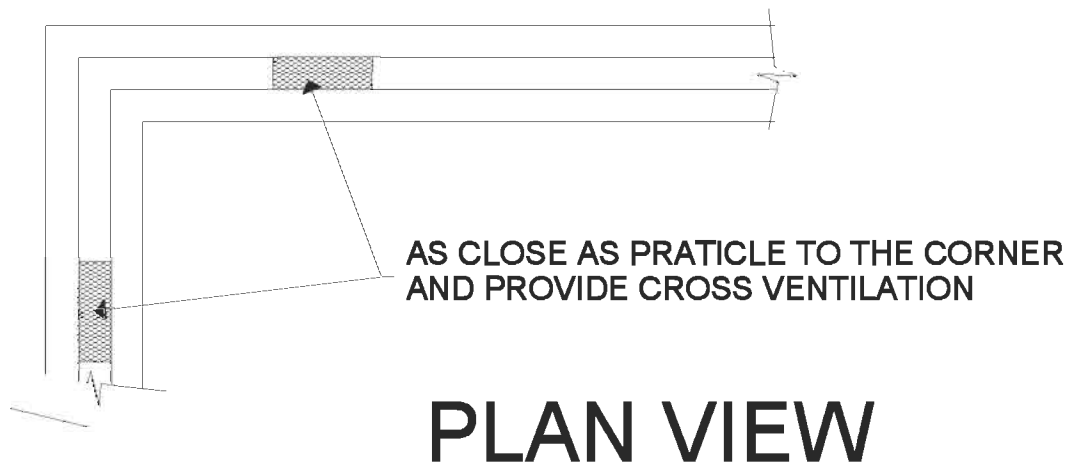 AS CLOSE AS PRATICLE TO THE CORNER
AND PROVIDE CROSS VENTILATION
PLAN VIEW